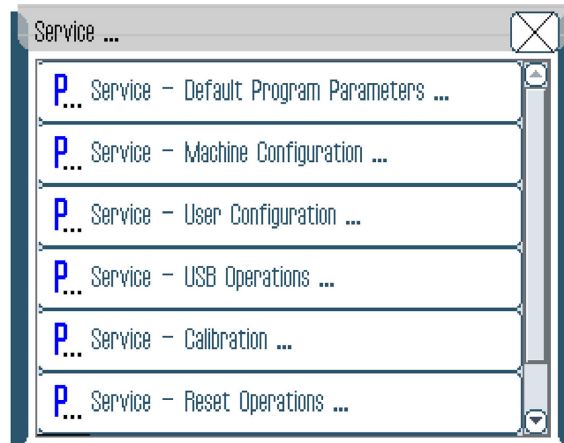 Service ...
P... Service - Default Program Parameters ...
P... Service - Machine Configuration ...
P... Service - User Configuration ...
P... Service - USB Operations ...
P... Service - Calibration ...
P... Service - Reset Operations ...